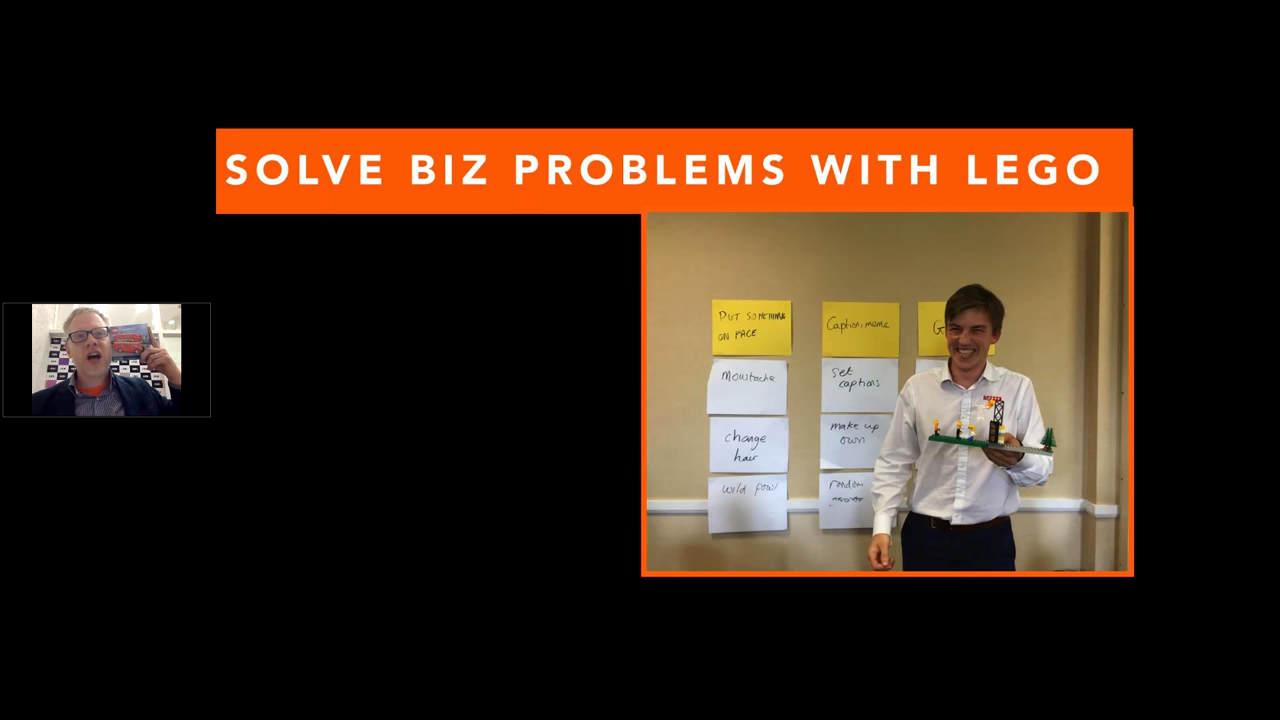 SOLVE BIZ PROBLEMS WITH LEGO
PUT SOMETHING
ON FACE
Moustache
change
hair
wild fowl
Caption:meme
Set
captions
make up
own
random
G